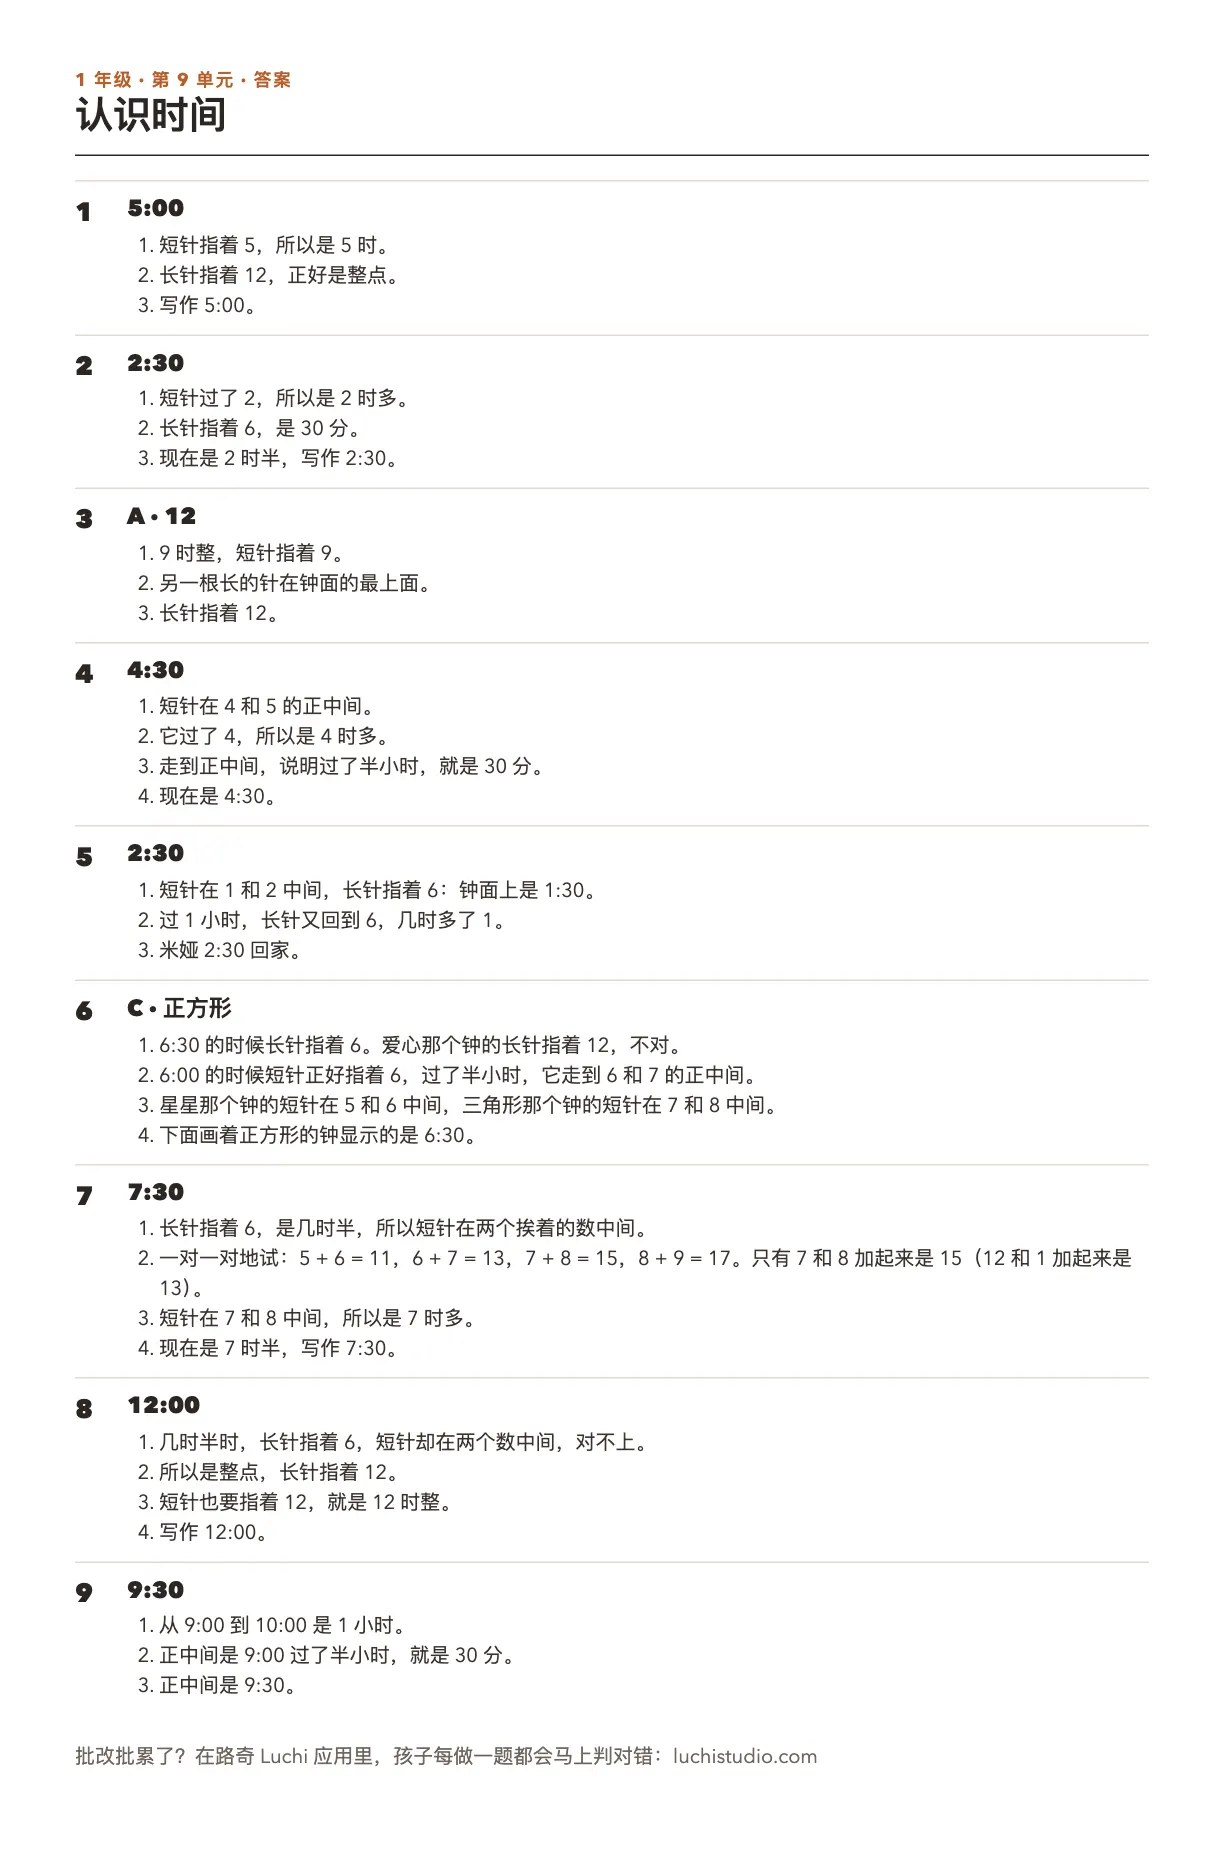 1 年级 · 第 9 单元 · 答案
认识时间
1 5:00
1. 短针指着 5，所以是 5 时。
2. 长针指着 12，正好是整点。
3. 写作 5:00。
2 2:30
1. 短针过了 2，所以是 2 时多。
2. 长针指着 6，是 30 分。
3. 现在是 2 时半，写作 2:30。
3 A · 12
1. 9 时整，短针指着 9。
2. 另一根长的针在钟面的最上面。
3. 长针指着 12。
4 4:30
1. 短针在 4 和 5 的正中间。
2. 它过了 4，所以是 4 时多。
3. 走到正中间，说明过了半小时，就是 30 分。
4. 现在是 4:30。
5 2:30
1. 短针在 1 和 2 中间，长针指着 6：钟面上是 1:30。
2. 过 1 小时，长针又回到 6，几时多了 1。
3. 米娅 2:30 回家。
6 C · 正方形
1. 6:30 的时候长针指着 6。爱心那个钟的长针指着 12，不对。
2. 6:00 的时候短针正好指着 6，过了半小时，它走到 6 和 7 的正中间。
3. 星星那个钟的短针在 5 和 6 中间，三角形那个钟的短针在 7 和 8 中间。
4. 下面画着正方形的钟显示的是 6:30。
7 7:30
1. 长针指着 6，是几时半，所以短针在两个挨着的数中间。
2. 一对一对地试：5 + 6 = 11，6 + 7 = 13，7 + 8 = 15，8 + 9 = 17。只有 7 和 8 加起来是 15（12 和 1 加起来是
13）。
3. 短针在 7 和 8 中间，所以是 7 时多。
4. 现在是 7 时半，写作 7:30。
8 12:00
1. 几时半时，长针指着 6，短针却在两个数中间，对不上。
2. 所以是整点，长针指着 12。
3. 短针也要指着 12，就是 12 时整。
4. 写作 12:00。
9 9:30
1. 从 9:00 到 10:00 是 1 小时。
2. 正中间是 9:00 过了半小时，就是 30 分。
3. 正中间是 9:30。
批改批累了？在路奇 Luchi 应用里，孩子每做一题都会马上判对错：luchistudio.com